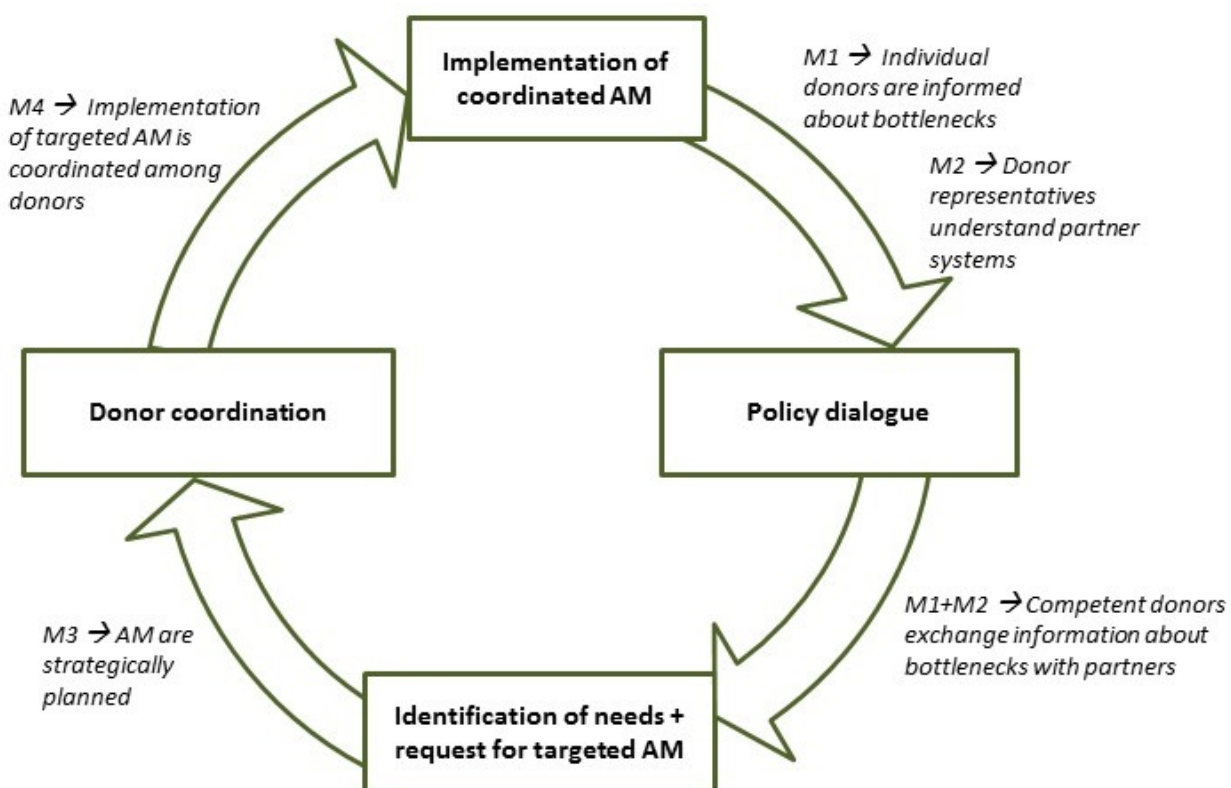 Implementation of
coordinated AM
M1 → Individual
donors are informed
about bottlenecks
M2 → Donor
representatives
understand partner
systems
Policy dialogue
M1+M2 → Competent donors
exchange information about
bottlenecks with partners
Identification of needs +
request for targeted AM
M3 → AM are
strategically
planned
Donor coordination
M4 → Implementation
of targeted AM is
coordinated among
donors